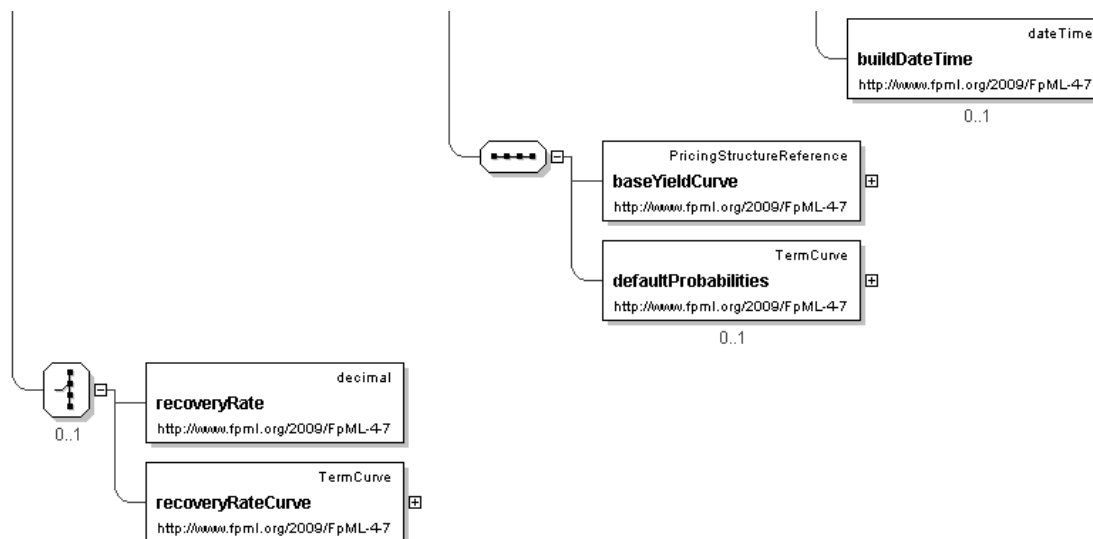 dateTime
buildDateTime
http://www.fpml.org/2009/FpML-4-7
0..1
PricingStructureReference
baseYieldCurve
http://www.fpml.org/2009/FpML-4-7
TermCurve
defaultProbabilities
http://www.fpml.org/2009/FpML-4-7
0..1
0..1
decimal
recoveryRate
http://www.fpml.org/2009/FpML-4-7
TermCurve
recoveryRateCurve
http://www.fpml.org/2009/FpML-4-7